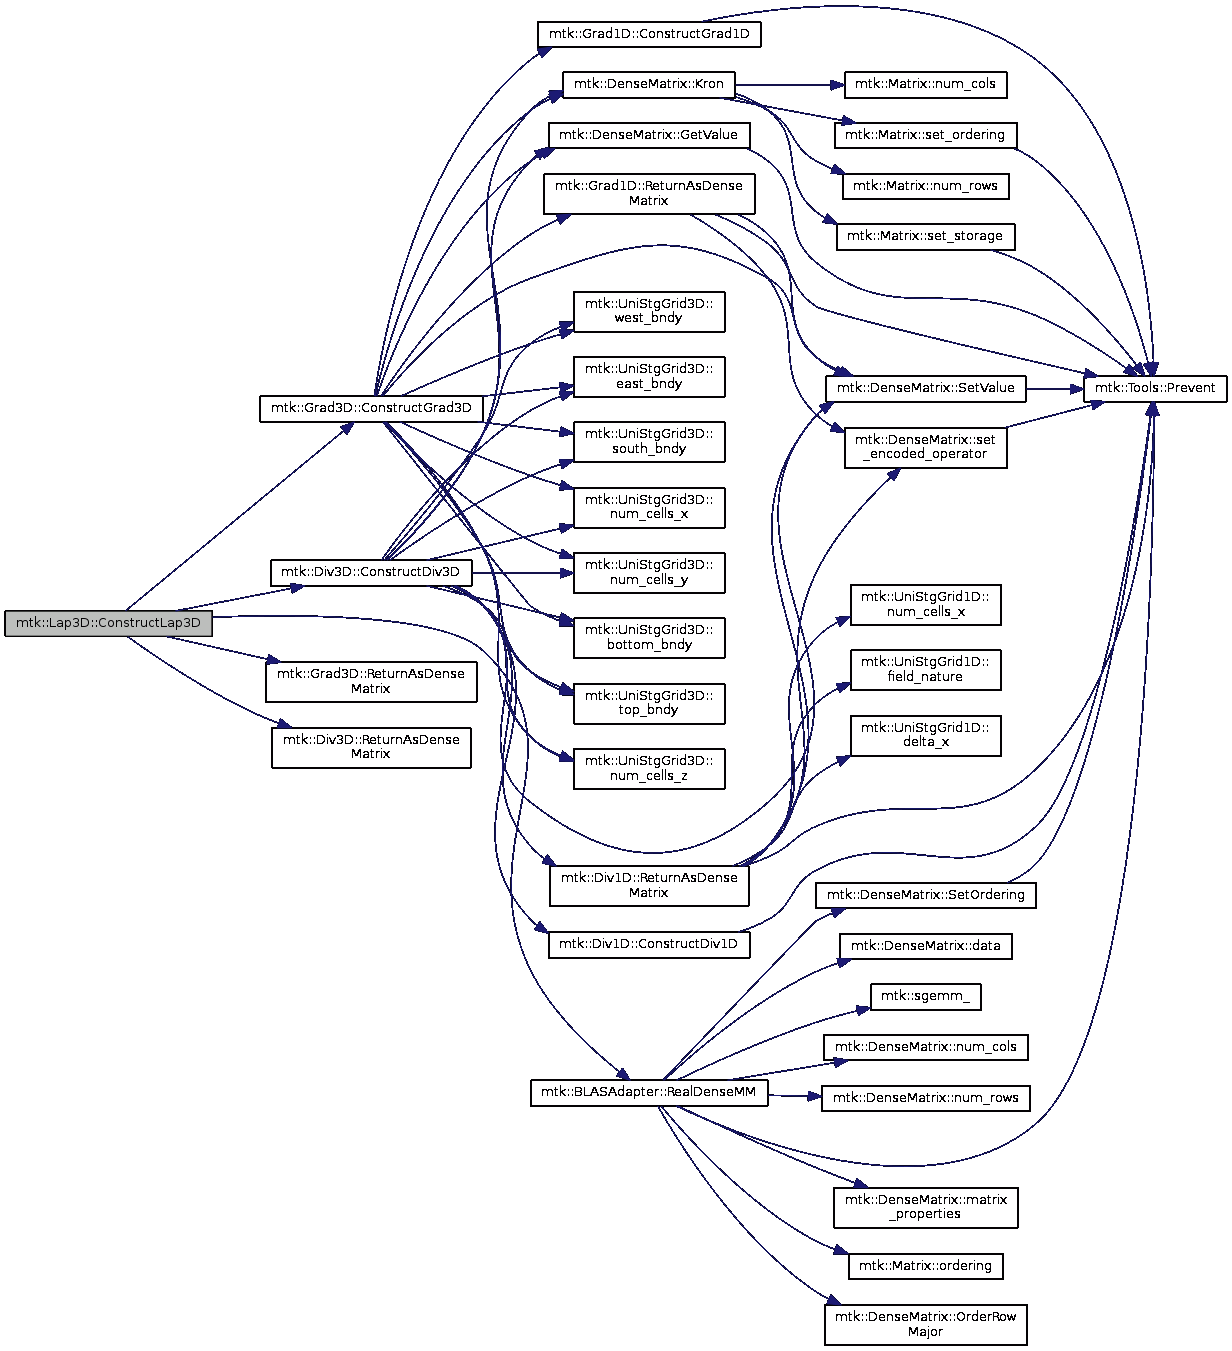 mtk::Grad1D::ConstructGrad1D
mtk::DenseMatrix::Kron
mtk::Matrix::num_cols
mtk::DenseMatrix::GetValue
mtk::Matrix::set_ordering
mtk::Grad1D::ReturnAsDense
Matrix
mtk::Matrix::num_rows
mtk::Matrix::set_storage
mtk::UniStgGrid3D::
west_bndy
mtk::UniStgGrid3D::
east_bndy
mtk::DenseMatrix::SetValue
mtk::Tools::Prevent
mtk::Grad3D::ConstructGrad3D
mtk::UniStgGrid3D::
south_bndy
mtk::DenseMatrix::set
_encoded_operator
mtk::UniStgGrid3D::
num_cells_x
mtk::Div3D::ConstructDiv3D
mtk::UniStgGrid3D::
num_cells_y
mtk::UniStgGrid1D::
num_cells_x
mtk::Lap3D::ConstructLap3D
mtk::UniStgGrid3D::
bottom_bndy
mtk::UniStgGrid1D::
field_nature
mtk::Grad3D::ReturnAsDense
Matrix
mtk::UniStgGrid3D::
top_bndy
mtk::UniStgGrid1D::
delta_x
mtk::Div3D::ReturnAsDense
Matrix
mtk::UniStgGrid3D::
num_cells_z
mtk::Div1D::ReturnAsDense
Matrix
mtk::DenseMatrix::SetOrdering
mtk::Div1D::ConstructDiv1D
mtk::DenseMatrix::data
mtk::sgemm_
mtk::DenseMatrix::num_cols
mtk::BLASAdapter::RealDenseMM
mtk::DenseMatrix::num_rows
mtk::DenseMatrix::matrix
_properties
mtk::Matrix::ordering
mtk::DenseMatrix::OrderRow
Major